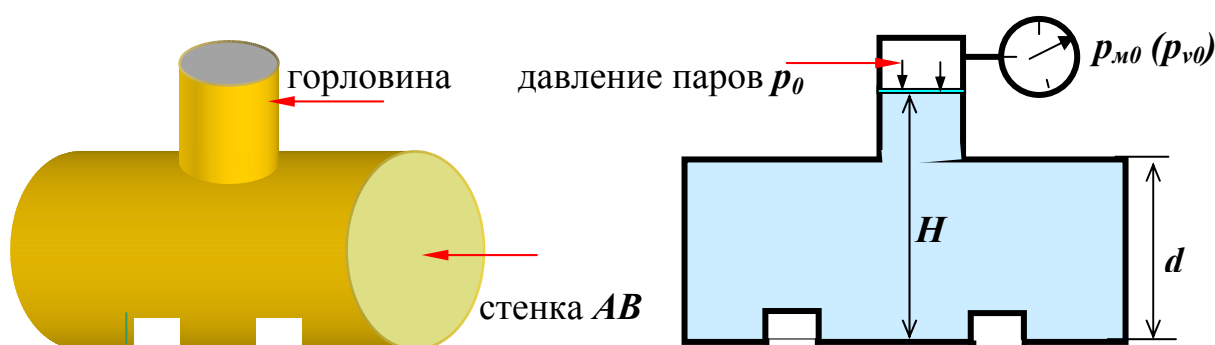 горловина
давление паров p₀
pм0 (pv0)
H
d
стенка AB